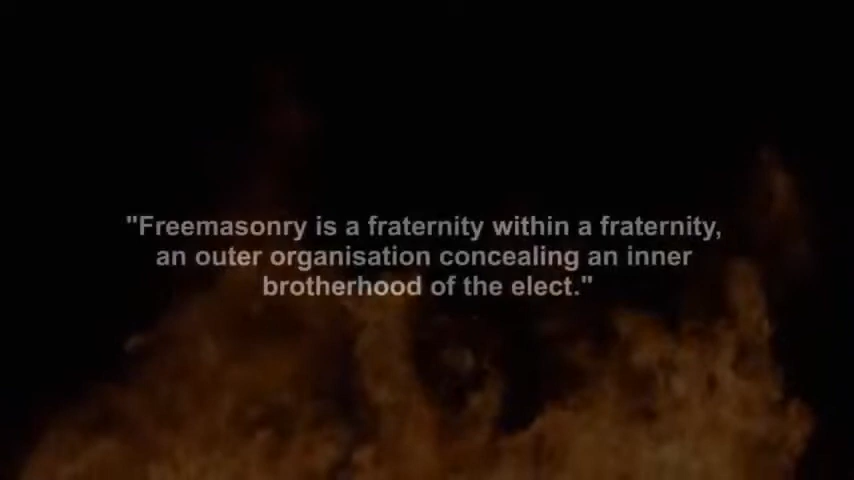 "Freemasonry is a fraternity within a fraternity,
an outer organisation concealing an inner
brotherhood of the elect."